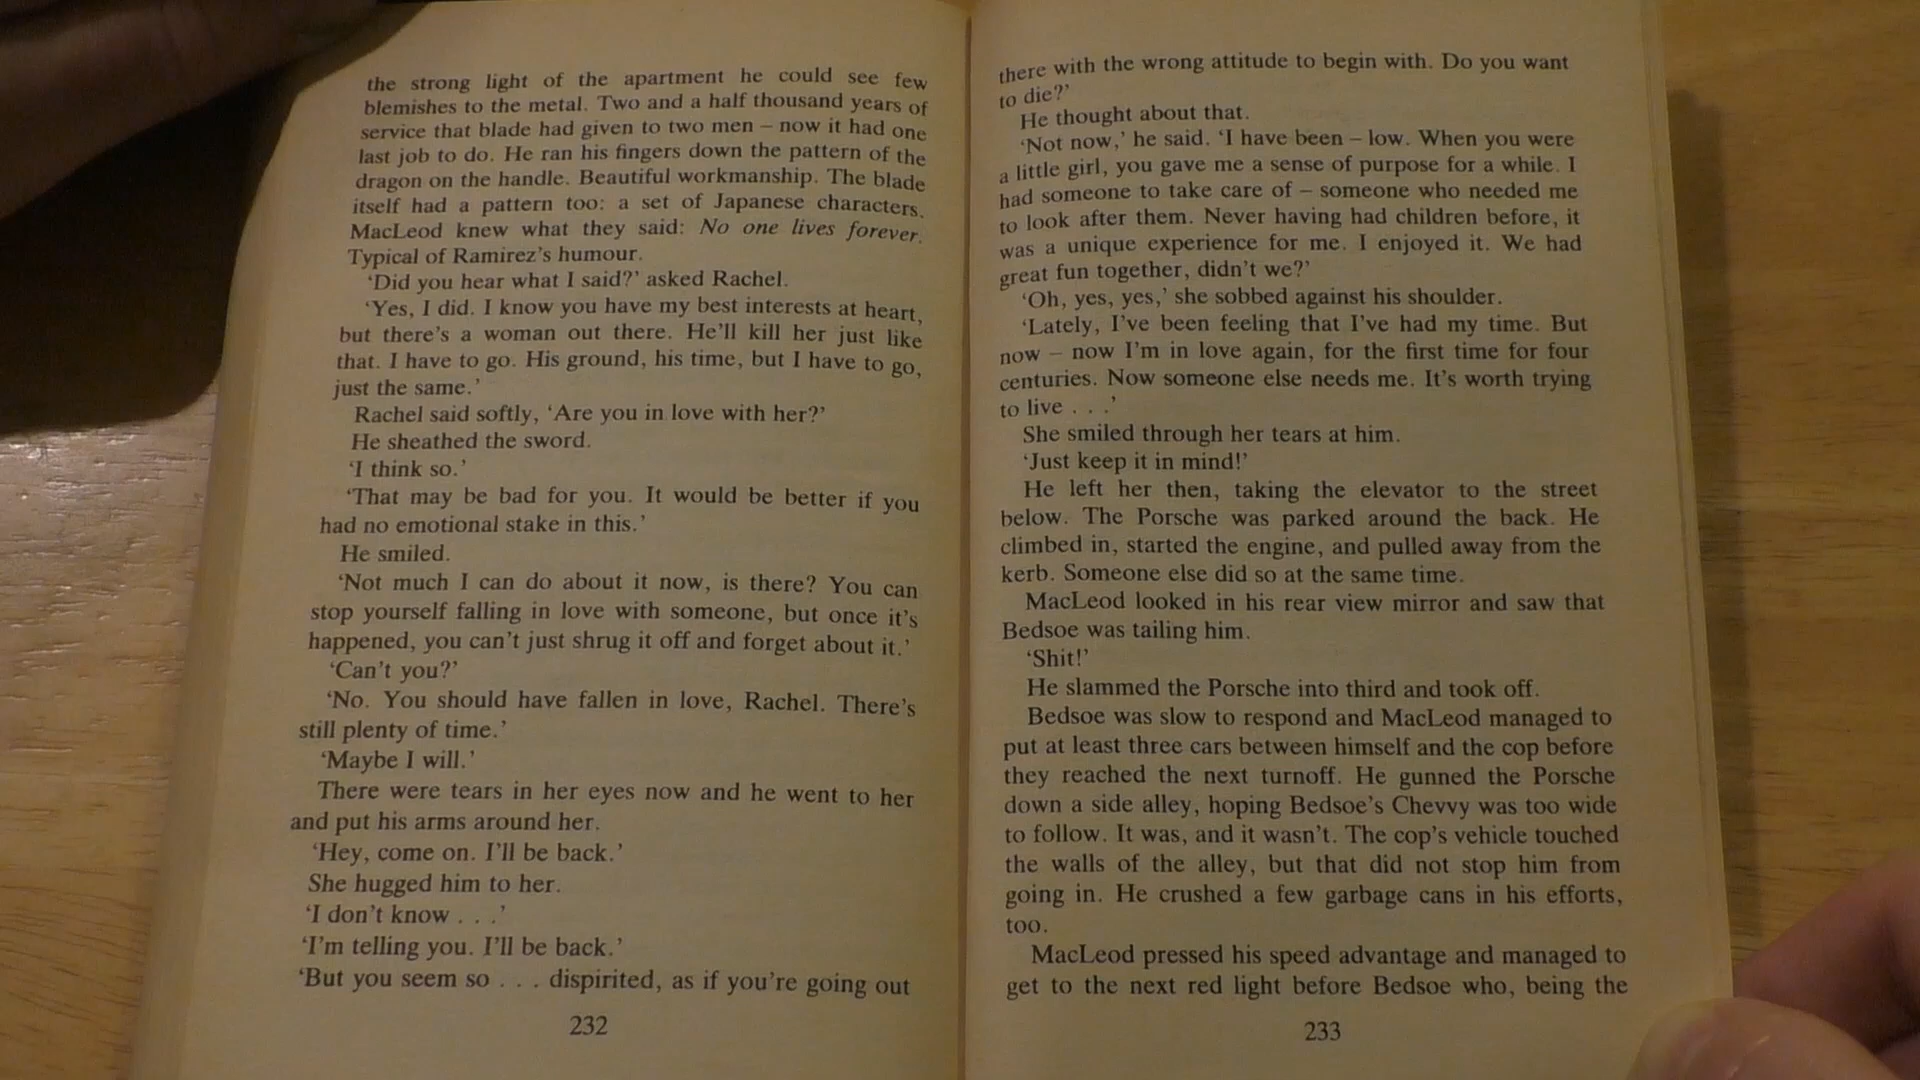 the strong light of the apartment he could see few
blemishes to the metal. Two and a half thousand years of
service that blade had given to two men – now it had one
last job to do. He ran his fingers down the pattern of the
dragon on the handle. Beautiful workmanship. The blade
itself had a pattern too: a set of Japanese characters.
MacLeod knew what they said: No one lives forever.
Typical of Ramirez's humour.
‘Did you hear what I said?’ asked Rachel.
‘Yes, I did. I know you have my best interests at heart,
but there's a woman out there. He'll kill her just like
that. I have to go. His ground, his time, but I have to go,
just the same.’
Rachel said softly, ‘Are you in love with her?’
He sheathed the sword.
‘I think so.’
‘That may be bad for you. It would be better if you
had no emotional stake in this.’
He smiled.
‘Not much I can do about it now, is there? You can
stop yourself falling in love with someone, but once it's
happened, you can't just shrug it off and forget about it.’
‘Can't you?’
‘No. You should have fallen in love, Rachel. There's
still plenty of time.’
‘Maybe I will.’
There were tears in her eyes now and he went to her
and put his arms around her.
‘Hey, come on. I'll be back.’
She hugged him to her.
‘I don't know . . .’
‘I'm telling you. I'll be back.’
‘But you seem so . . . dispirited, as if you're going out
232
there with the wrong attitude to begin with. Do you want
to die?’
He thought about that.
‘Not now,’ he said. ‘I have been – low. When you were
a little girl, you gave me a sense of purpose for a while. I
had someone to take care of – someone who needed me
to look after them. Never having had children before, it
was a unique experience for me. I enjoyed it. We had
great fun together, didn't we?’
‘Oh, yes, yes,’ she sobbed against his shoulder.
‘Lately, I've been feeling that I've had my time. But
now – now I'm in love again, for the first time for four
centuries. Now someone else needs me. It's worth trying
to live . . .’
She smiled through her tears at him.
‘Just keep it in mind!’
He left her then, taking the elevator to the street
below. The Porsche was parked around the back. He
climbed in, started the engine, and pulled away from the
kerb. Someone else did so at the same time.
MacLeod looked in his rear view mirror and saw that
Bedsoe was tailing him.
‘Shit!’
He slammed the Porsche into third and took off.
Bedsoe was slow to respond and MacLeod managed to
put at least three cars between himself and the cop before
they reached the next turnoff. He gunned the Porsche
down a side alley, hoping Bedsoe's Chevvy was too wide
to follow. It was, and it wasn't. The cop's vehicle touched
the walls of the alley, but that did not stop him from
going in. He crushed a few garbage cans in his efforts,
too.
MacLeod pressed his speed advantage and managed to
get to the next red light before Bedsoe who, being the
233